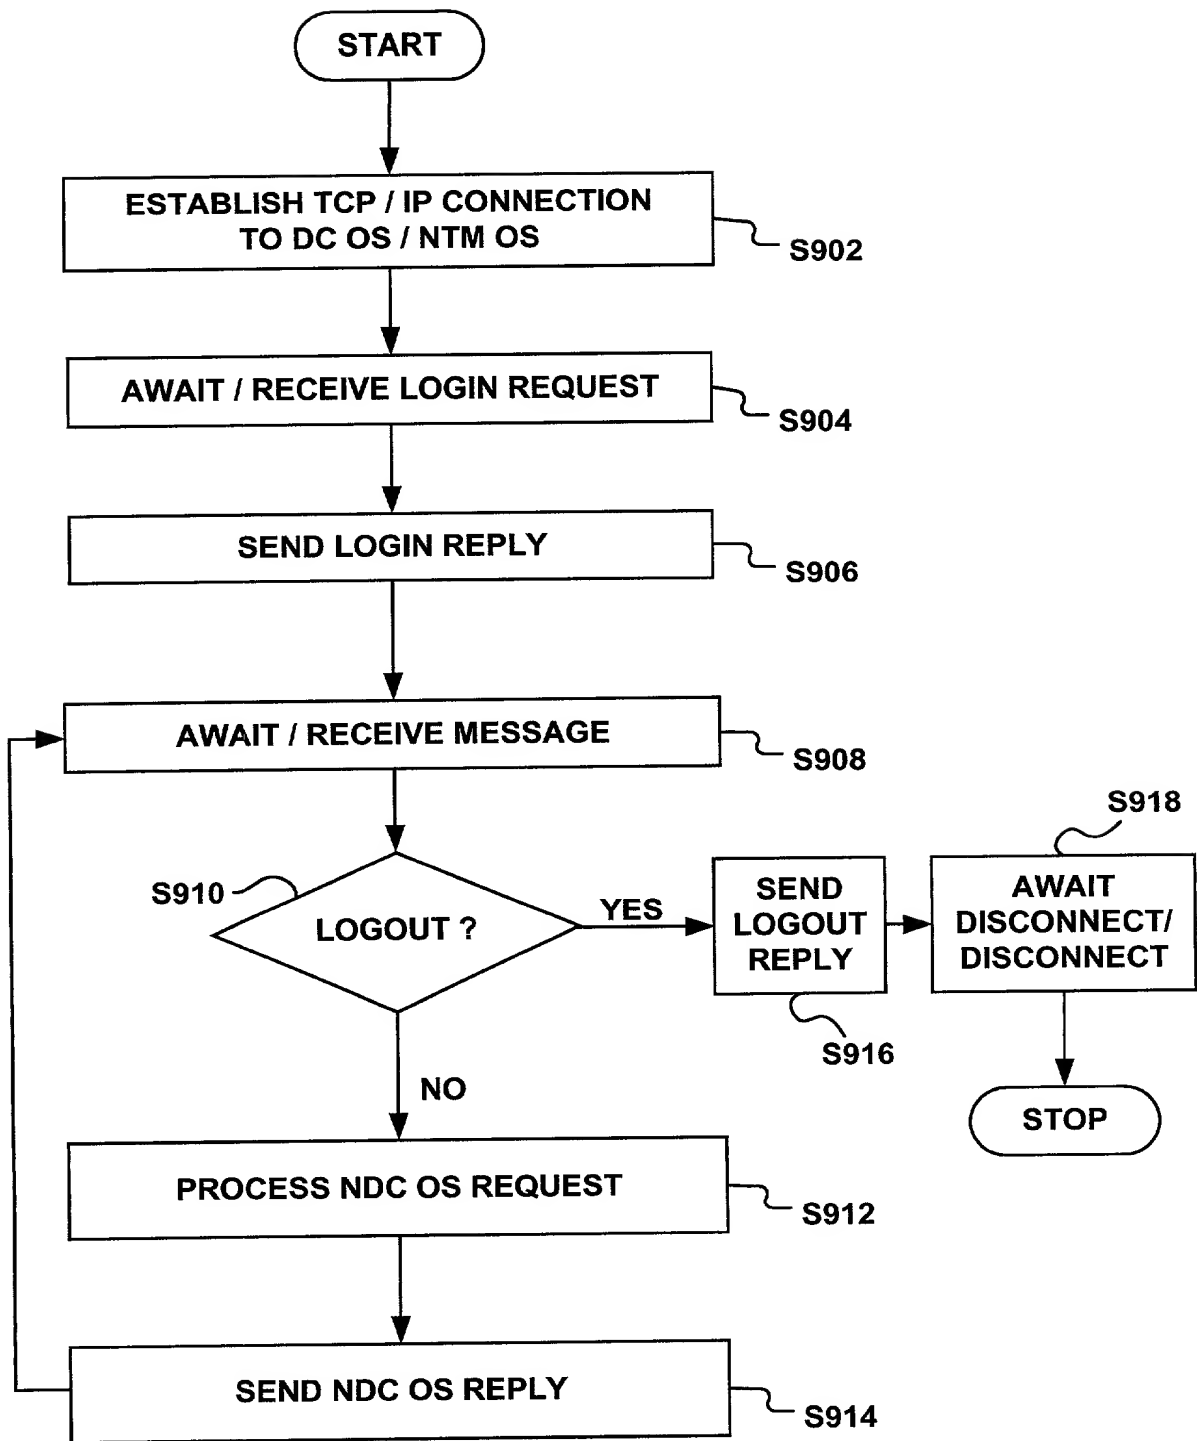 START
ESTABLISH TCP / IP CONNECTION
TO DC OS / NTM OS
S902
AWAIT / RECEIVE LOGIN REQUEST
S904
SEND LOGIN REPLY
S906
AWAIT / RECEIVE MESSAGE
S908
S910
LOGOUT ?
YES
SEND
LOGOUT
REPLY
S916
S918
AWAIT
DISCONNECT/
DISCONNECT
STOP
NO
PROCESS NDC OS REQUEST
S912
SEND NDC OS REPLY
S914